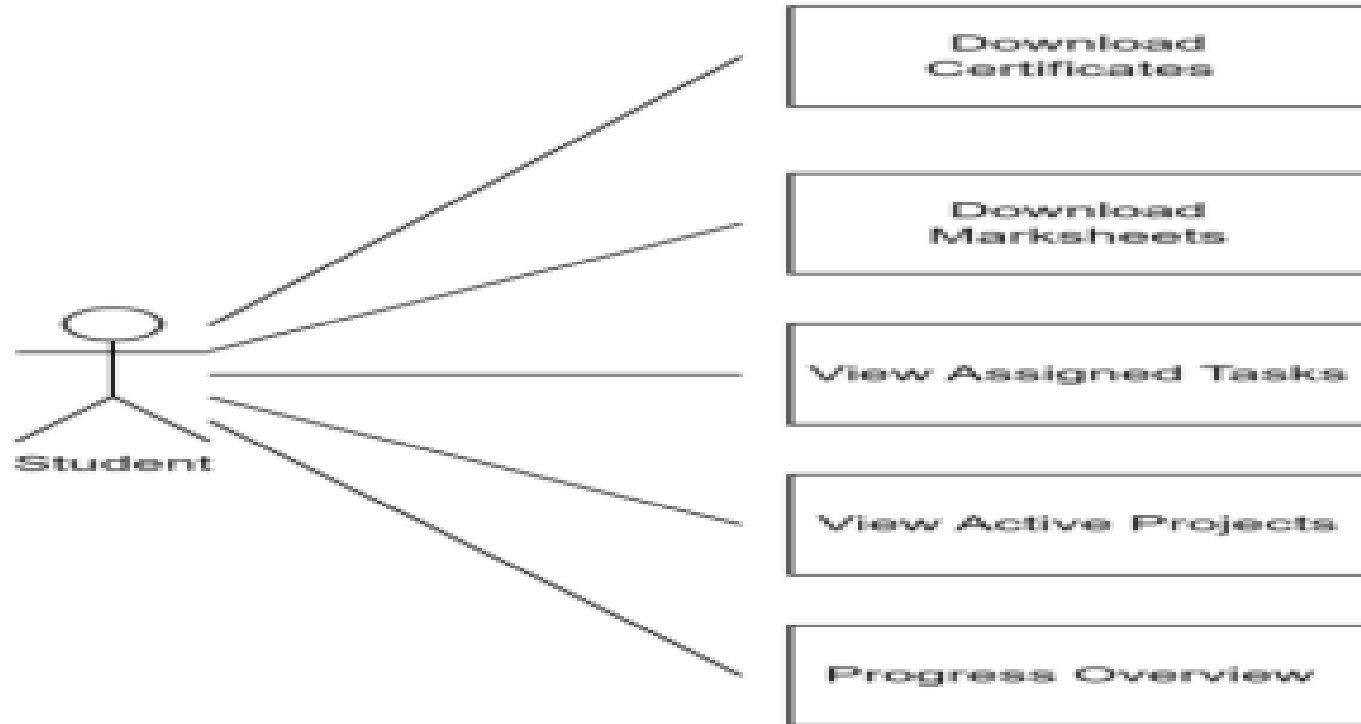 Download
Certificates
Download
Marksheets
View Assigned Tasks
Student
View Active Projects
Progress Overview